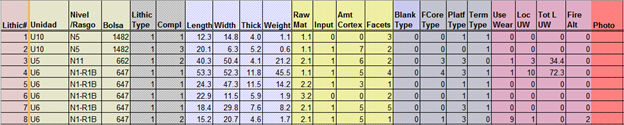 Lithic# Unidad Nivel /Rasgo Bolsa Lithic Type Compl Length Width Thick Weight Raw Mat Input Amt Cortex Facets Blank Type FCore Type Platf Type Term Type Use Wear Loc UW Tot L UW Fire Alt Photo
1 U10 N5 1482 1 1 12.3 14.8 4.0 1.1 1.1 0 0 3 0 0 0 0 0 0 0 0
2 U10 N5 1482 1 3 20.1 6.3 5.2 0.6 1.1 1 7 2 0 0 0 0 0 0 0 0
3 U5 N11 662 1 2 40.3 50.4 4.1 21.2 2.1 1 6 2 0 3 3 0 1 3 34.4 0
4 U6 N1-R1B 647 1 1 53.3 52.3 11.8 45.5 1.1 1 0 0 0 4 3 1 1 10 72.3 0
5 U6 N1-R1B 647 1 1 24.3 47.3 11.5 14.2 2.2 1 3 1 0 0 0 0 0 0 0 0
6 U6 N1-R1B 647 1 1 22.9 11.5 5.9 1.9 2.1 1 3 0 0 0 0 0 0 0 0 0
7 U6 N1-R1B 647 1 1 18.4 29.8 7.6 8.2 2.1 1 5 1 0 0 0 0 0 0 0 0
8 U6 N1-R1B 647 1 2 15.2 20.7 4.6 1.7 2.1 1 5 1 0 1 3 0 9 1 0 2